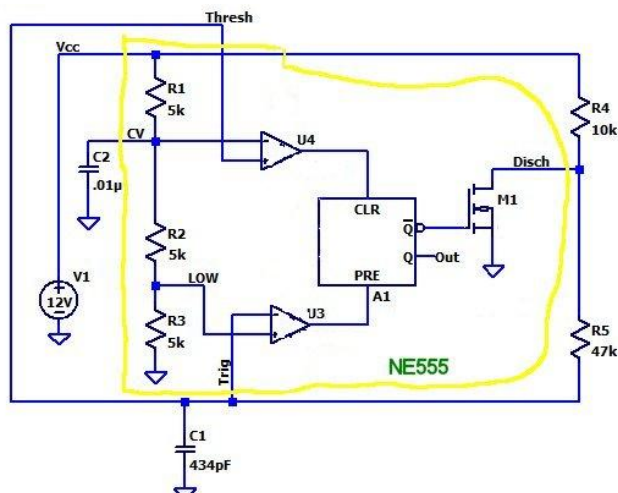 Thresh
Vcc
R1
5k
R4
10k
CV
U4
C2
.01µ
Disch
M1
CLR
Q
R2
5k
Q
Out
V1
LOW
PRE
12V
A1
U3
R3
5k
R5
47k
Trig
NE555
C1
434pF